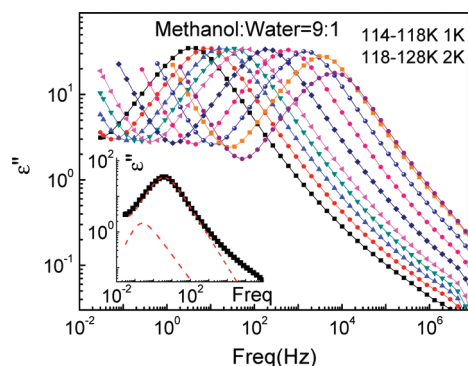 Methanol:Water=9:1
114-118K 1K
118-128K 2K
10¹
10⁰
10⁻¹
ε"
10²
10⁰
"ε
10⁻²
10²
Freq
10⁻²
10⁰
10²
10⁴
10⁶
Freq(Hz)